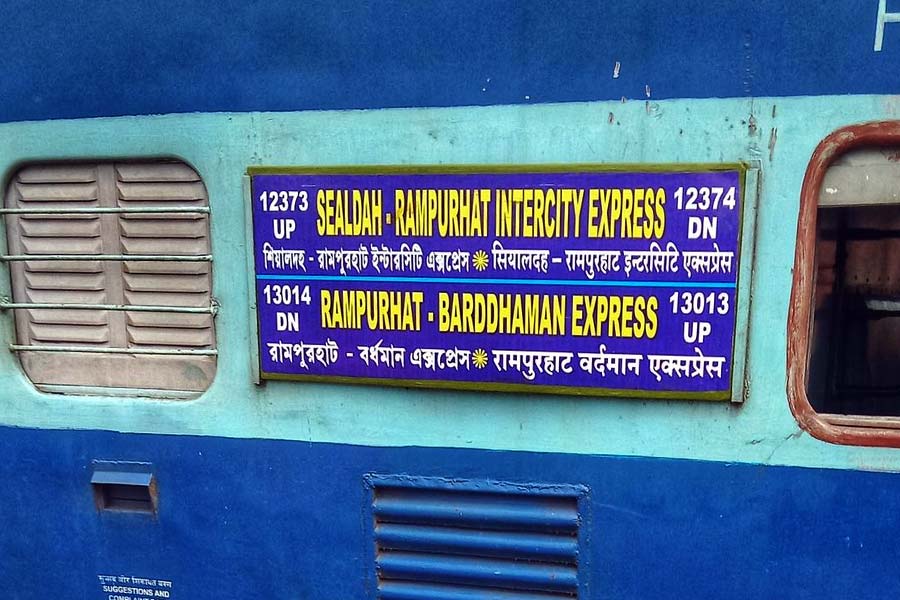 12373 UP SEALDAH - RAMPURHAT INTERCITY EXPRESS 12374 DN
শিয়ালদহ - রামপুরহাট ইন্টারসিটি এক্সপ্রেস सियालदह – रामपुरहाट इन्टरसिटि एक्सप्रेस
13014 DN RAMPURHAT - BARDDHAMAN EXPRESS 13013 UP
রামপুরহাট - বর্ধমান এক্সপ্রেস रामपुरहाट वर्दमान एक्सप्रेस
SUGGESTIONS AND
COMPLAINT